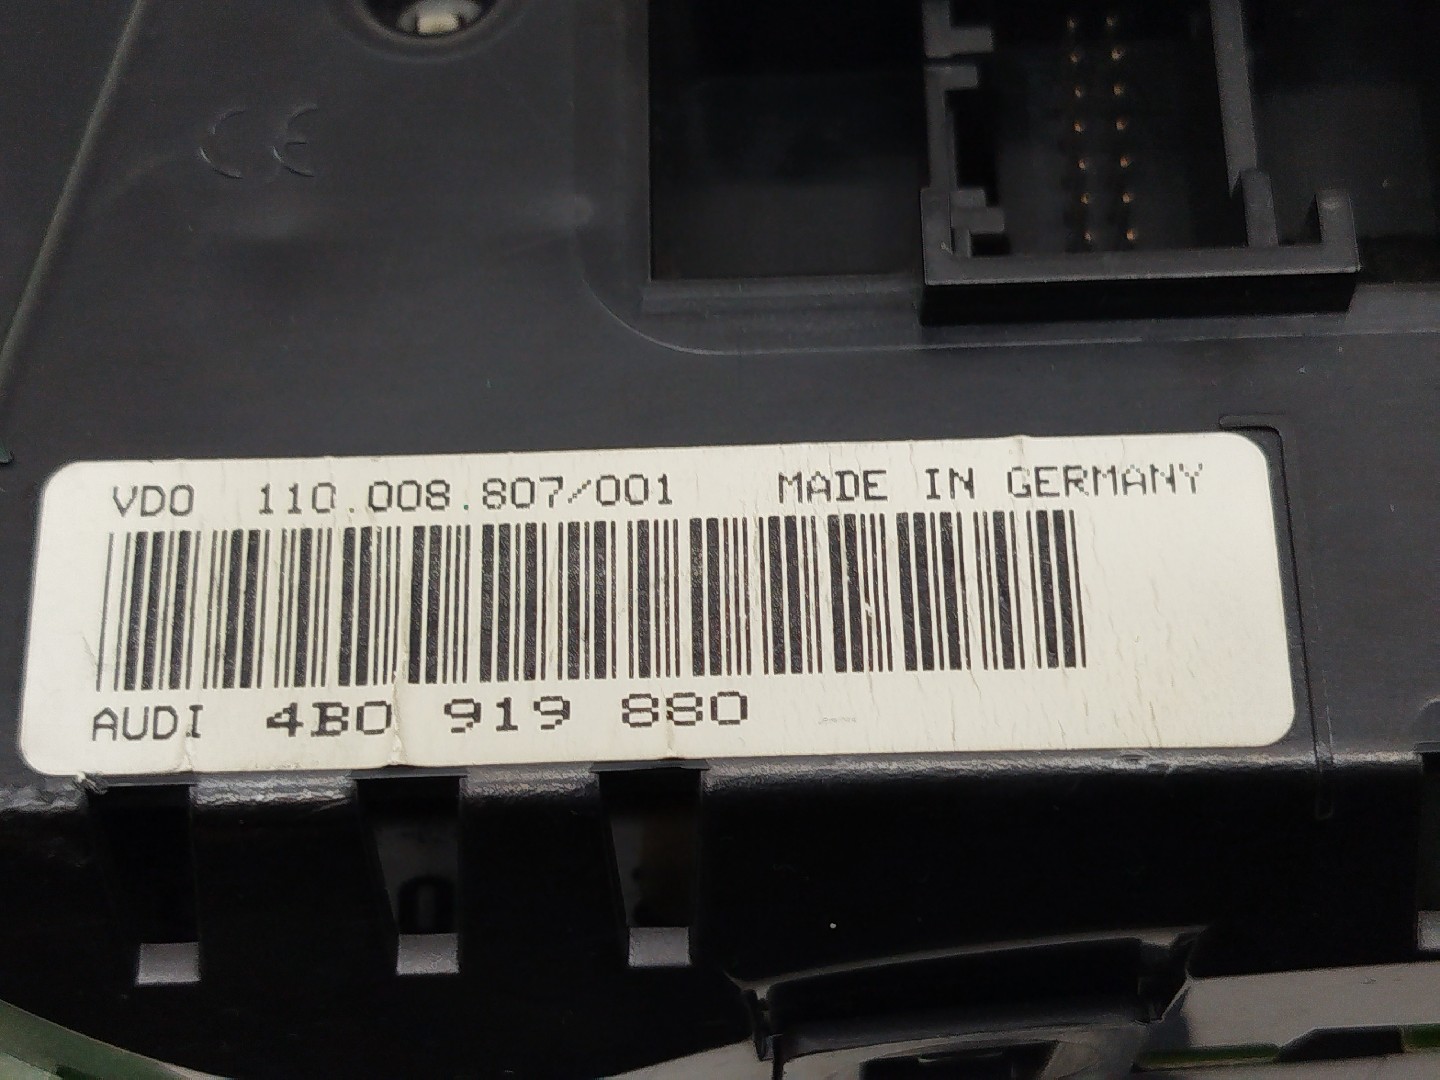 CE
VDO 110.008.807/001 MADE IN GERMANY
AUDI 4B0 919 880